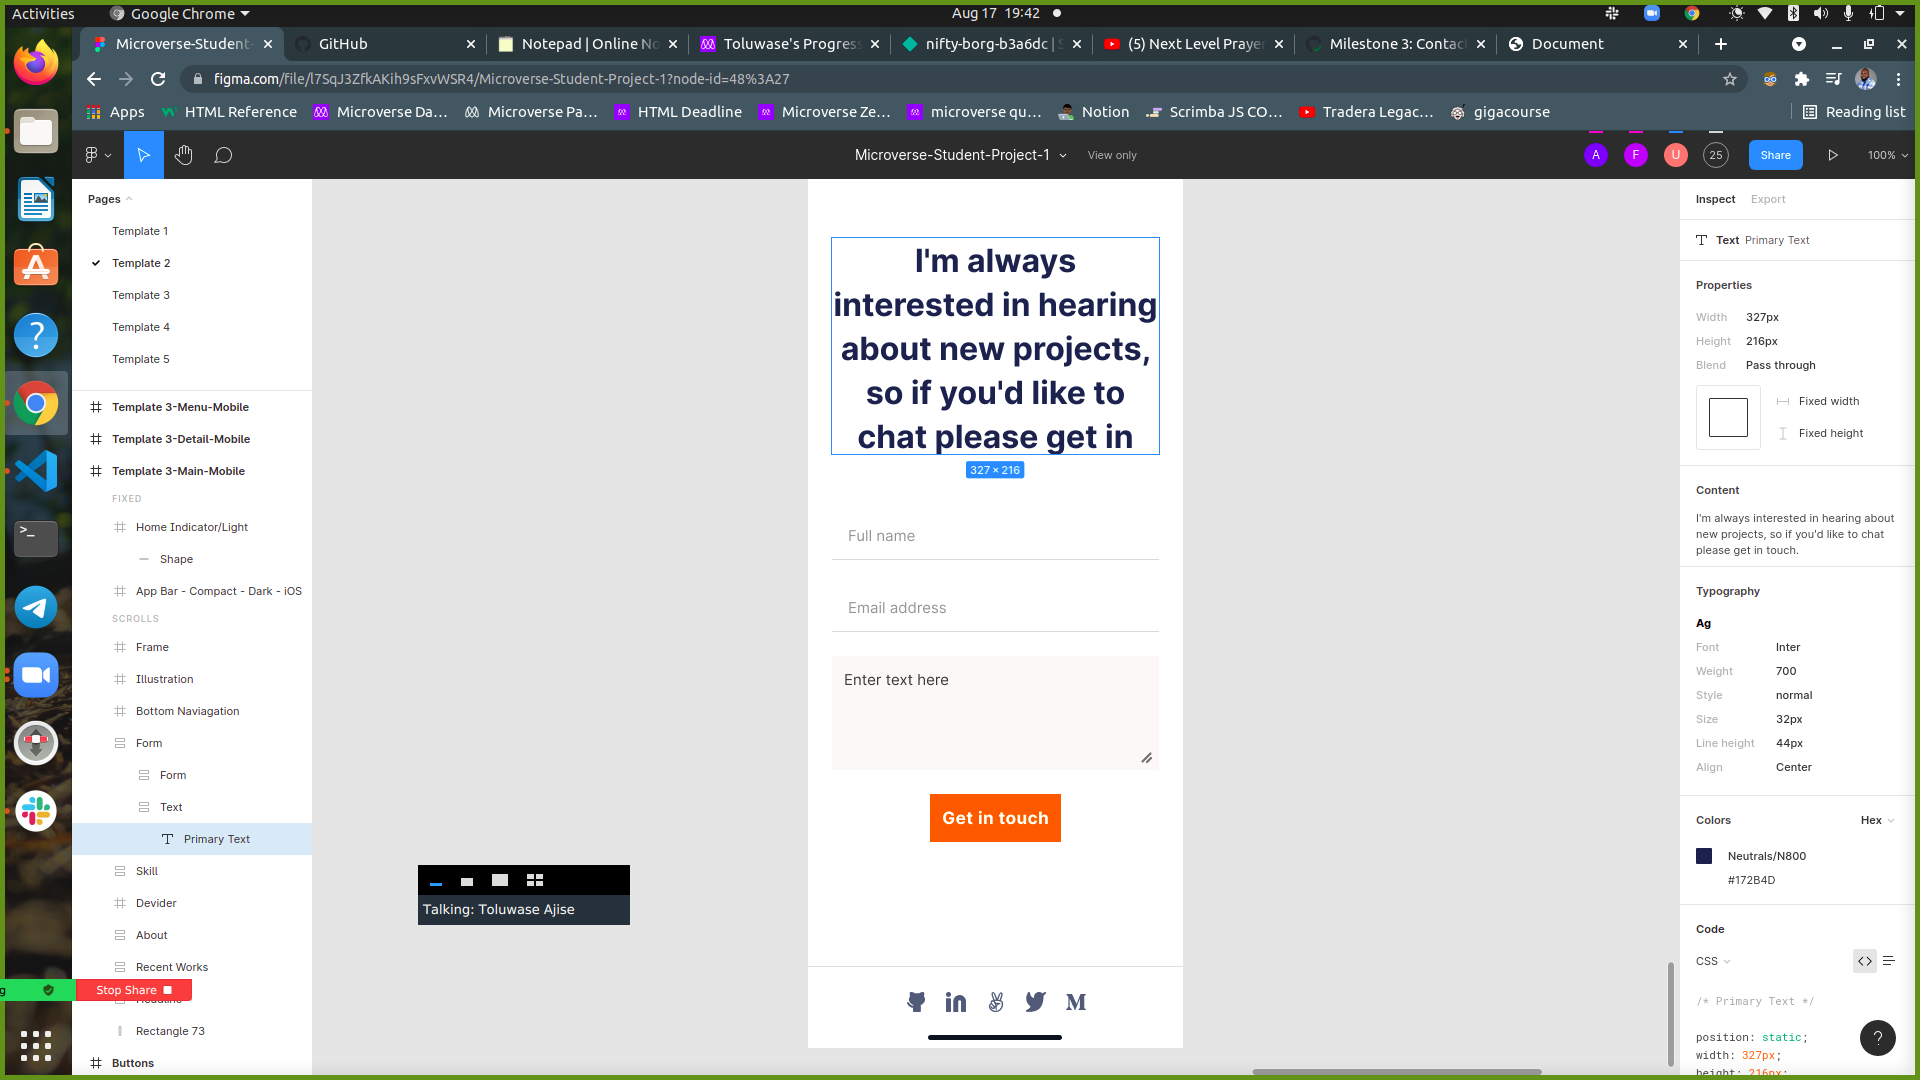 Activities
Google Chrome
Aug 17 19:42
Microverse-Student-
GitHub
Notepad | Online No
Toluwase's Progress
nifty-borg-b3a6dc | S
(5) Next Level Prayer
Milestone 3: Contac
Document
figma.com/file/l7SqJ3ZfkAKih9sFxvWSR4/Microverse-Student-Project-1?node-id=48%3A27
Apps
HTML Reference
Microverse Da...
Microverse Pa...
HTML Deadline
Microverse Ze...
microverse qu...
Notion
Scrimba JS CO...
Tradera Legac...
gigacourse
Reading list
Microverse-Student-Project-1
View only
A
F
U
25
Share
100%
Pages
Template 1
Template 2
Template 3
Template 4
Template 5
Template 3-Menu-Mobile
Template 3-Detail-Mobile
Template 3-Main-Mobile
FIXED
Home Indicator/Light
Shape
App Bar - Compact - Dark - iOS
SCROLLS
Frame
Illustration
Bottom Naviagation
Form
Form
Text
Primary Text
Skill
Devider
About
Recent Works
g
Stop Share
Rectangle 73
Buttons
I'm always
interested in hearing
about new projects,
so if you'd like to
chat please get in
327 × 216
Full name
Email address
Enter text here
Get in touch
Talking: Toluwase Ajise
Inspect
Export
Text Primary Text
Properties
Width 327px
Height 216px
Blend Pass through
Fixed width
Fixed height
Content
I'm always interested in hearing about
new projects, so if you'd like to chat
please get in touch.
Typography
Ag
Font Inter
Weight 700
Style normal
Size 32px
Line height 44px
Align Center
Colors
Hex
Neutrals/N800
#172B4D
Code
CSS
/* Primary Text */
position: static;
width: 327px;
height: 216px;
?